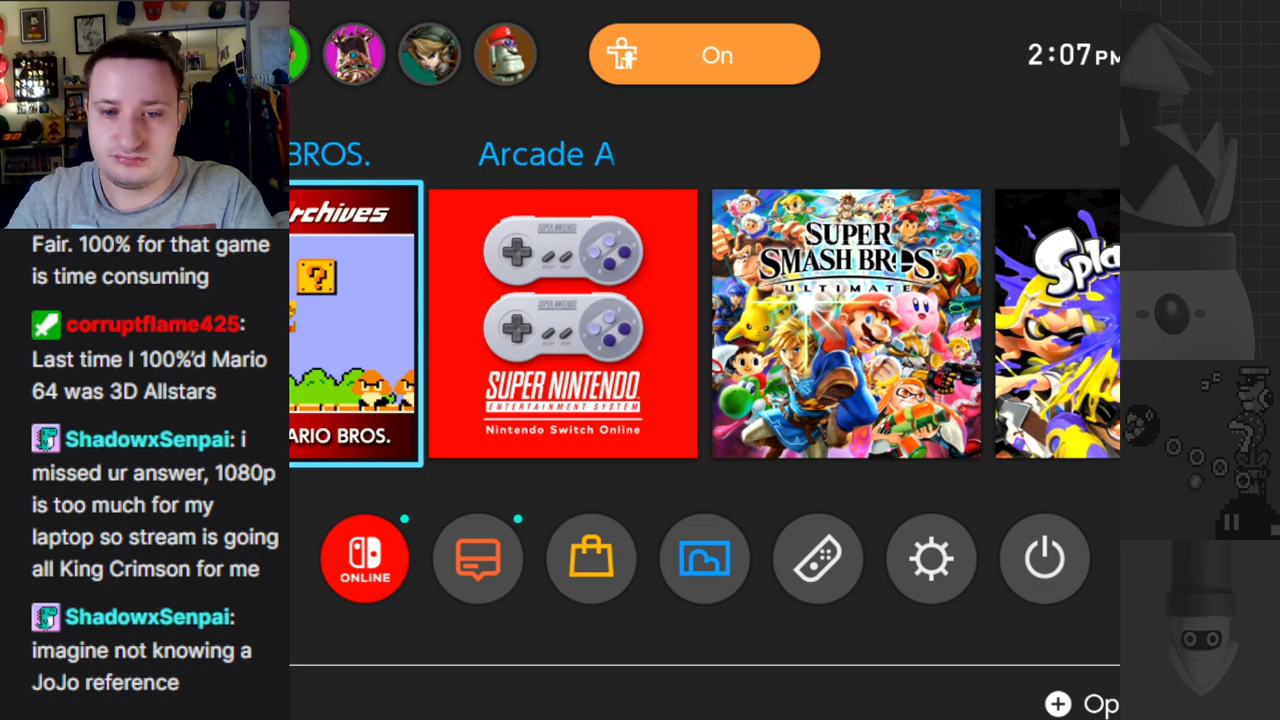 On
2:07PM
BROS.
Arcade A
rchives
?
ARIO BROS.
SUPER NINTENDO
ENTERTAINMENT SYSTEM
Nintendo Switch Online
SUPER
SMASH BROS.
ULTIMATE
Spla
Fair. 100% for that game
is time consuming
corruptflame425:
Last time I 100%'d Mario
64 was 3D Allstars
ShadowxSenpai: i
missed ur answer, 1080p
is too much for my
laptop so stream is going
all King Crimson for me
ShadowxSenpai:
imagine not knowing a
JoJo reference
ONLINE
Op